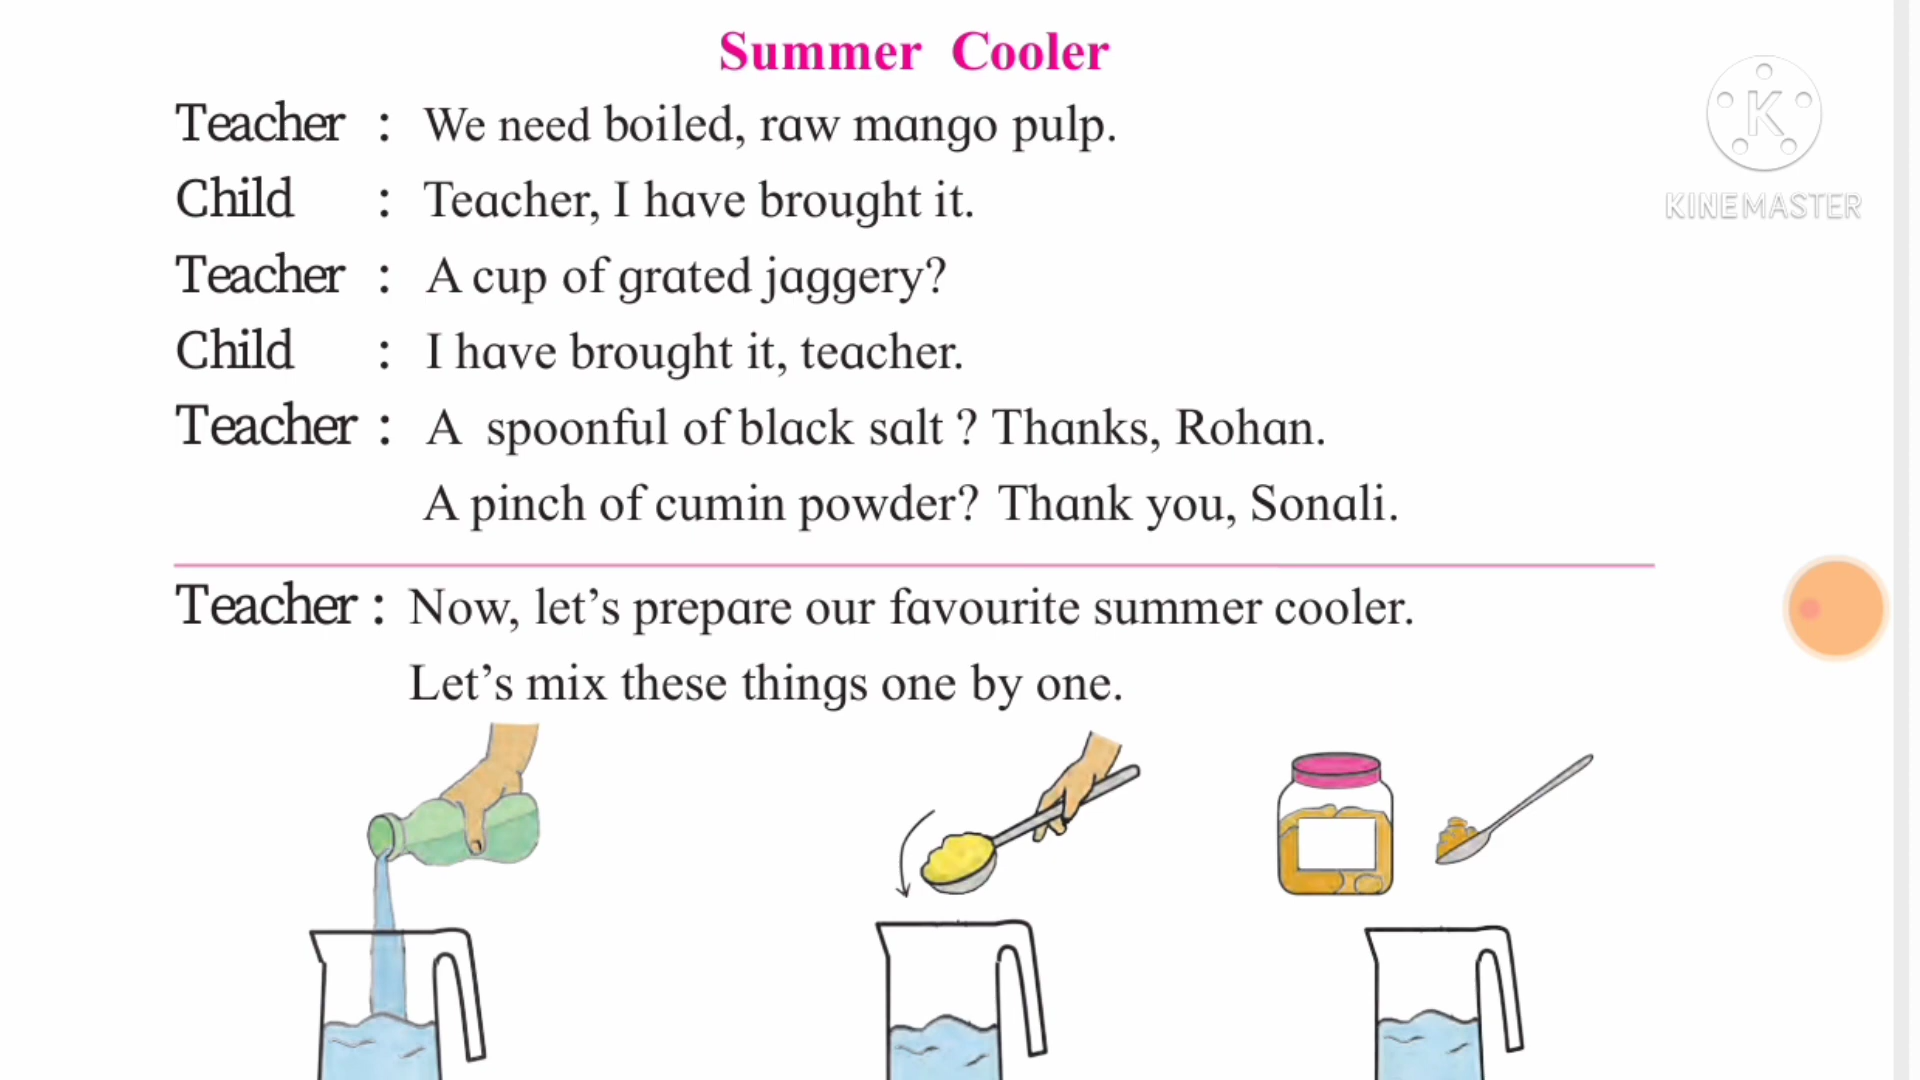 Summer Cooler
Teacher : We need boiled, raw mango pulp.
Child : Teacher, I have brought it.
Teacher : A cup of grated jaggery?
Child : I have brought it, teacher.
Teacher : A spoonful of black salt ? Thanks, Rohan.
A pinch of cumin powder? Thank you, Sonali.
Teacher : Now, let’s prepare our favourite summer cooler.
Let’s mix these things one by one.
K
KINEMASTER